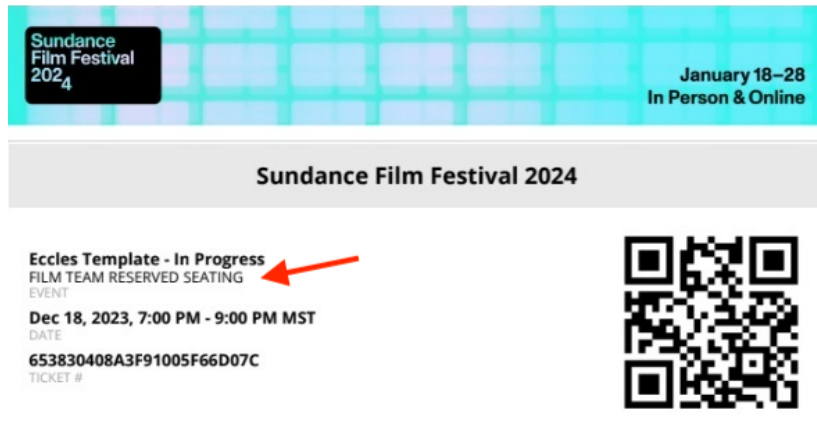 Sundance
Film Festival
2024
January 18–28
In Person & Online
Sundance Film Festival 2024
Eccles Template - In Progress
FILM TEAM RESERVED SEATING
EVENT
Dec 18, 2023, 7:00 PM - 9:00 PM MST
DATE
653830408A3F91005F66D07C
TICKET #